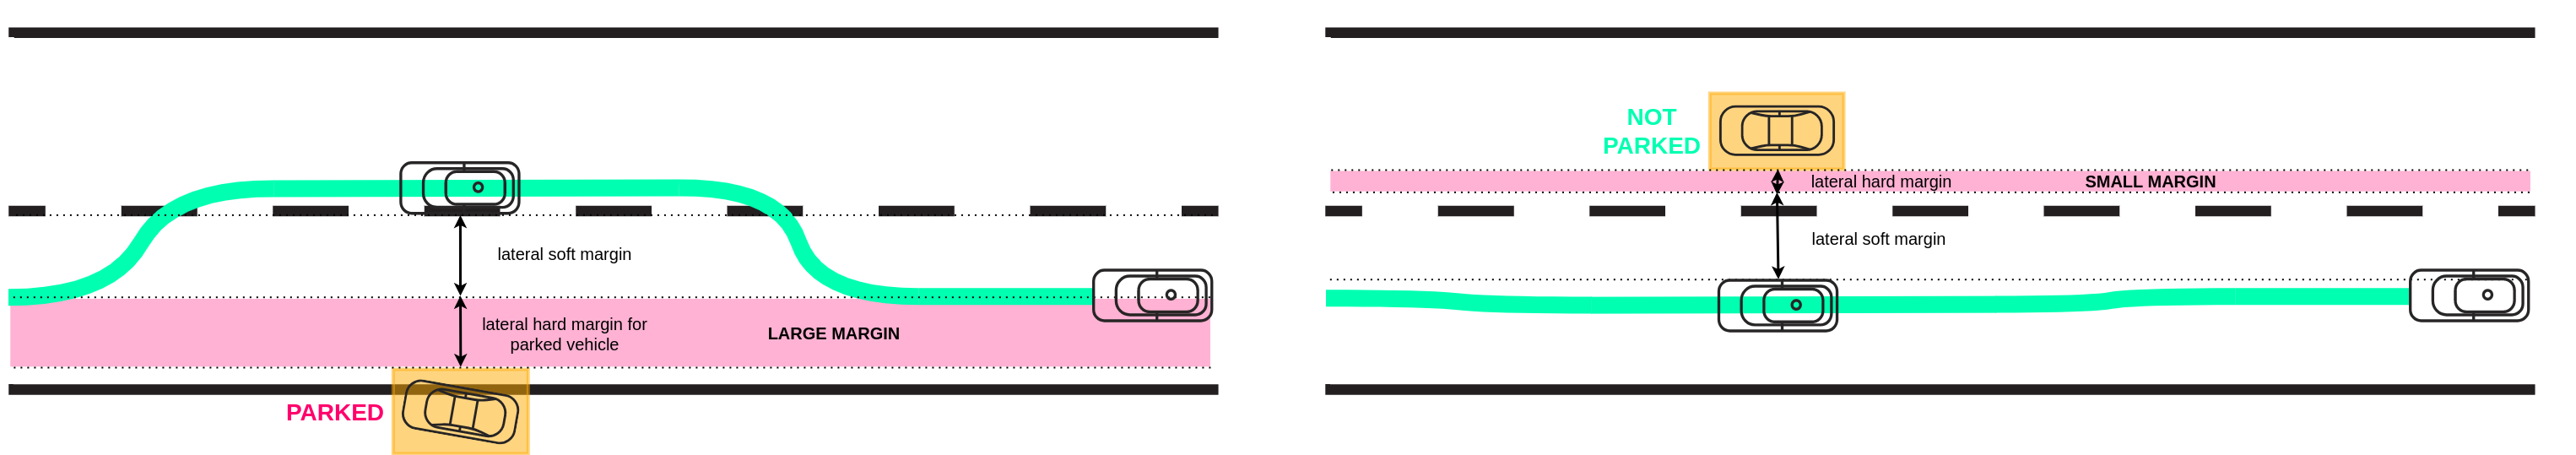 lateral soft margin
lateral hard margin for
parked vehicle
LARGE MARGIN
PARKED
NOT
PARKED
lateral hard margin
SMALL MARGIN
lateral soft margin